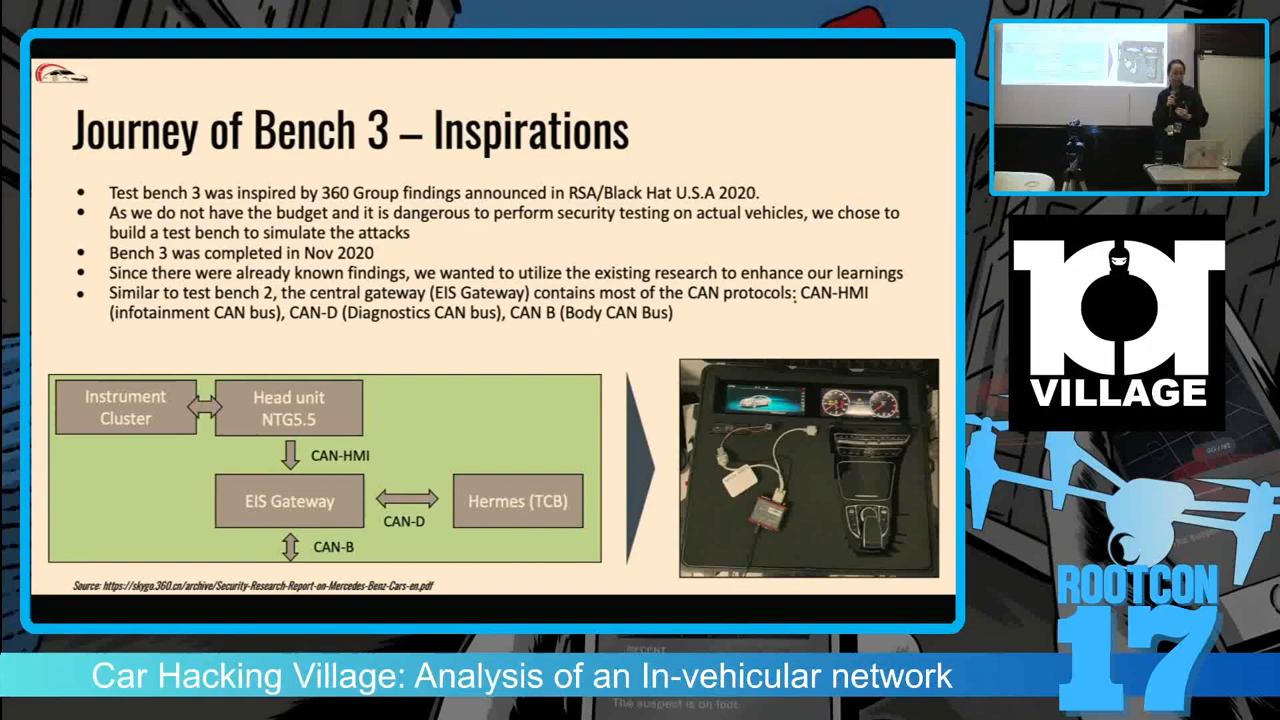 Journey of Bench 3 – Inspirations
• Test bench 3 was inspired by 360 Group findings announced in RSA/Black Hat U.S.A 2020.
• As we do not have the budget and it is dangerous to perform security testing on actual vehicles, we chose to
build a test bench to simulate the attacks
• Bench 3 was completed in Nov 2020
• Since there were already known findings, we wanted to utilize the existing research to enhance our learnings
• Similar to test bench 2, the central gateway (EIS Gateway) contains most of the CAN protocols: CAN-HMI
(infotainment CAN bus), CAN-D (Diagnostics CAN bus), CAN B (Body CAN Bus)
Instrument
Cluster
Head unit
NTG5.5
CAN-HMI
EIS Gateway
CAN-D
Hermes (TCB)
CAN-B
Source: https://skygo.360.cn/archive/Security-Research-Report-on-Mercedes-Benz-Cars-en.pdf
IOT
VILLAGE
ROOTCON
17
Car Hacking Village: Analysis of an In-vehicular network
The suspect is on foot.